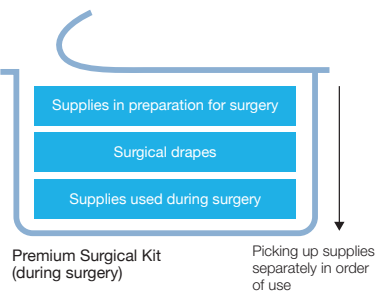 Supplies in preparation for surgery
Surgical drapes
Supplies used during surgery
Premium Surgical Kit
(during surgery)
Picking up supplies
separately in order
of use